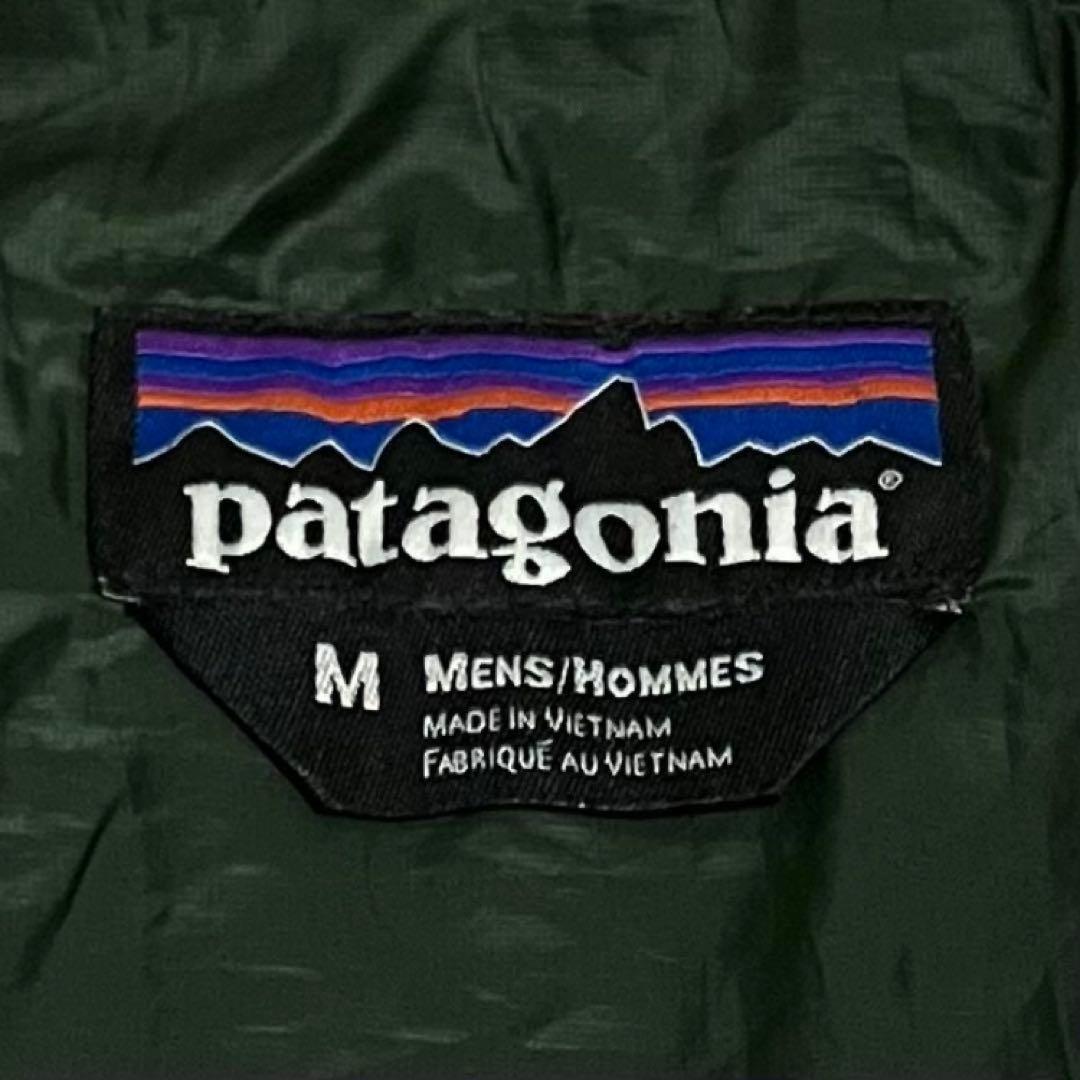 patagonia®
M MENS/HOMMES
MADE IN VIETNAM
FABRIQUÉ AU VIETNAM